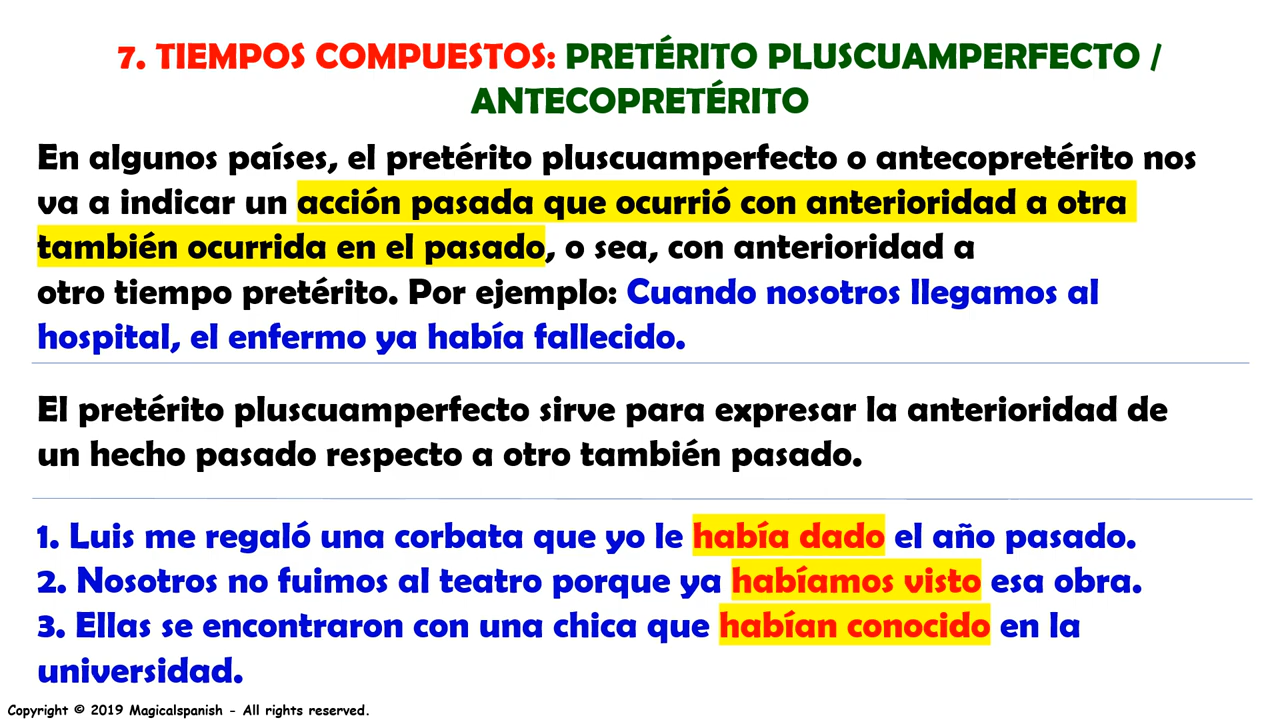 7. TIEMPOS COMPUESTOS: PRETÉRITO PLUSCUAMPERFECTO /
ANTECOPRETÉRITO
En algunos países, el pretérito pluscuamperfecto o antecopretérito nos
va a indicar un acción pasada que ocurrió con anterioridad a otra
también ocurrida en el pasado, o sea, con anterioridad a
otro tiempo pretérito. Por ejemplo: Cuando nosotros llegamos al
hospital, el enfermo ya había fallecido.
El pretérito pluscuamperfecto sirve para expresar la anterioridad de
un hecho pasado respecto a otro también pasado.
1. Luis me regaló una corbata que yo le había dado el año pasado.
2. Nosotros no fuimos al teatro porque ya habíamos visto esa obra.
3. Ellas se encontraron con una chica que habían conocido en la
universidad.
Copyright © 2019 Magicalspanish - All rights reserved.